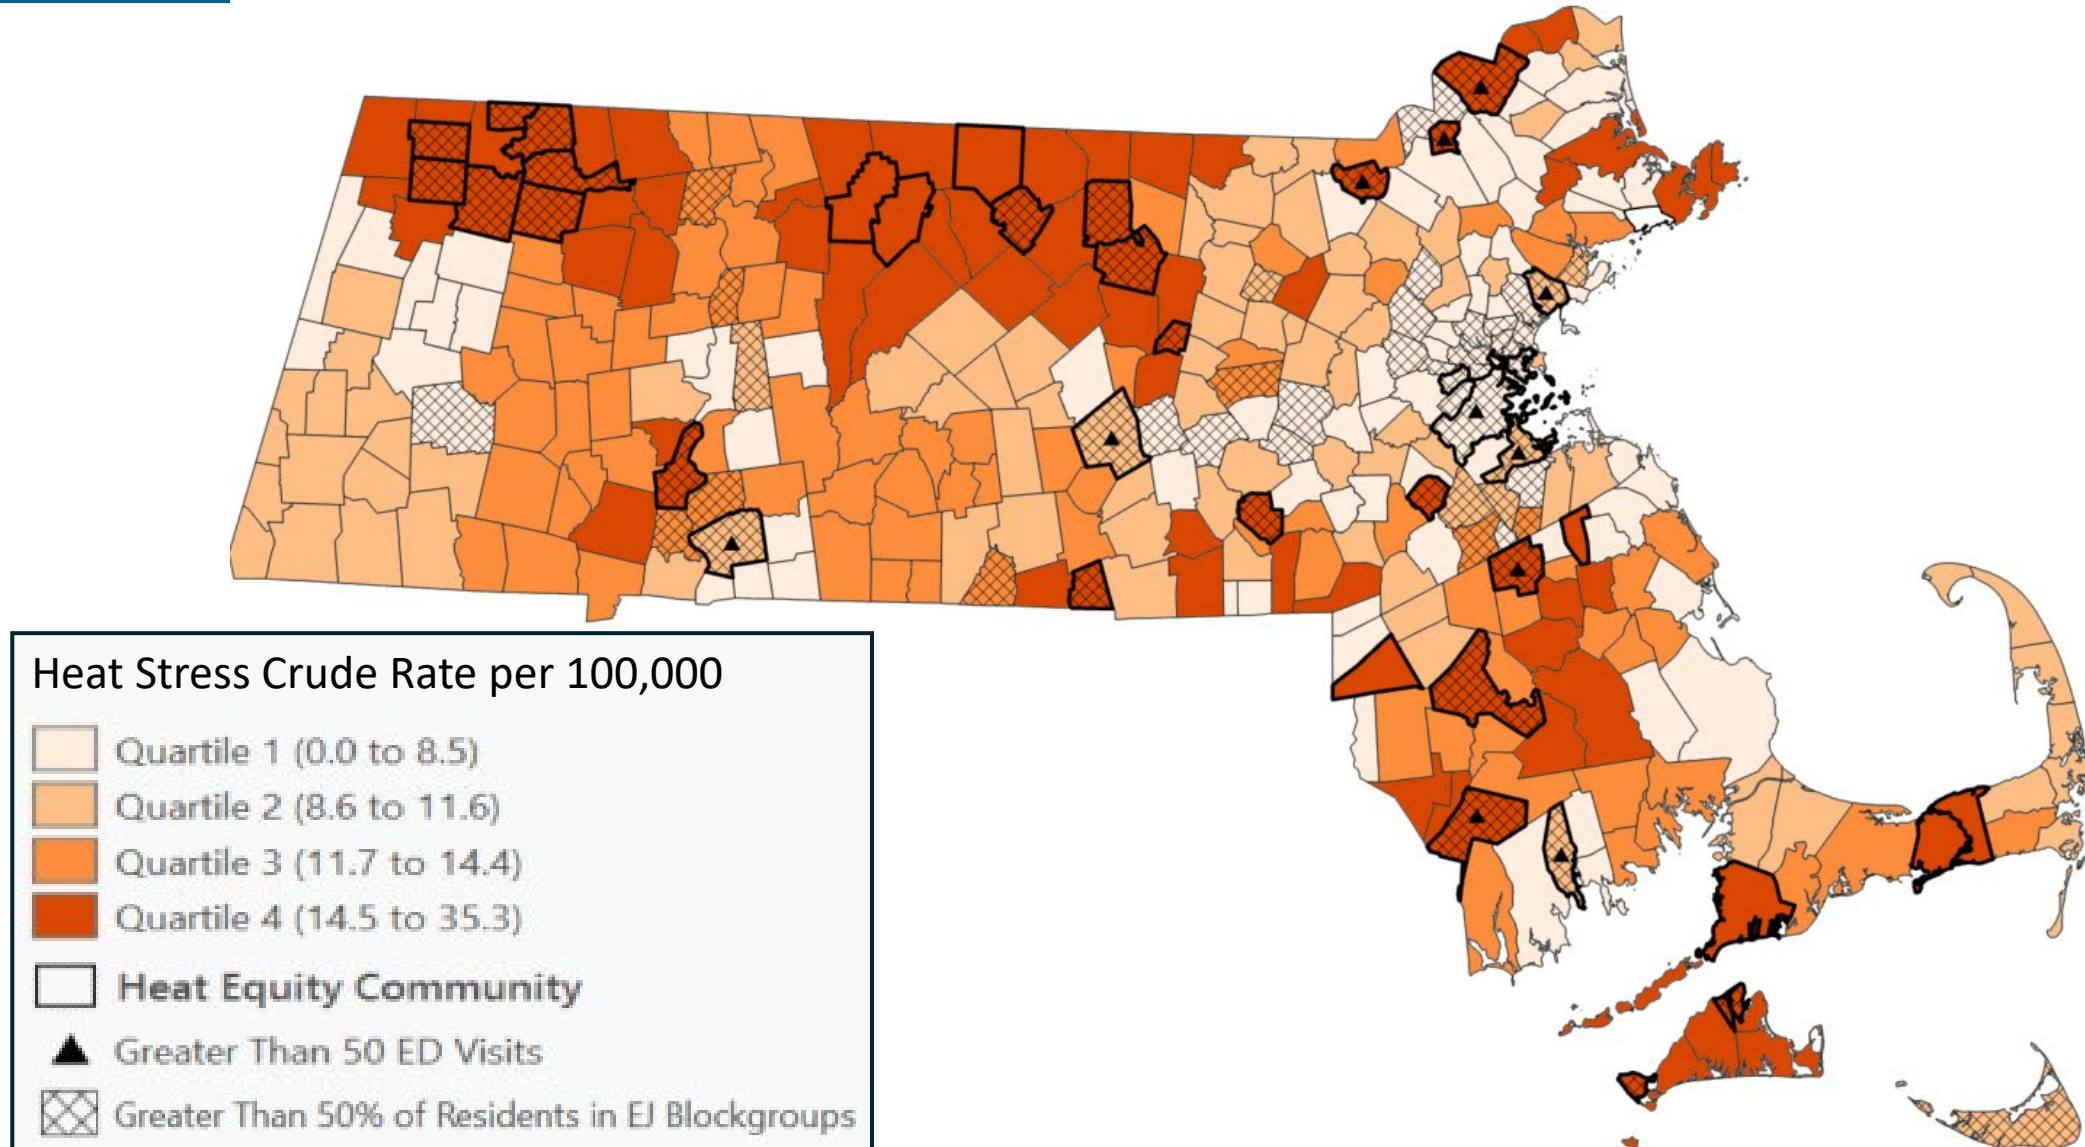 Heat Stress Crude Rate per 100,000
Quartile 1 (0.0 to 8.5)
Quartile 2 (8.6 to 11.6)
Quartile 3 (11.7 to 14.4)
Quartile 4 (14.5 to 35.3)
Heat Equity Community
Greater Than 50 ED Visits
Greater Than 50% of Residents in EJ Blockgroups